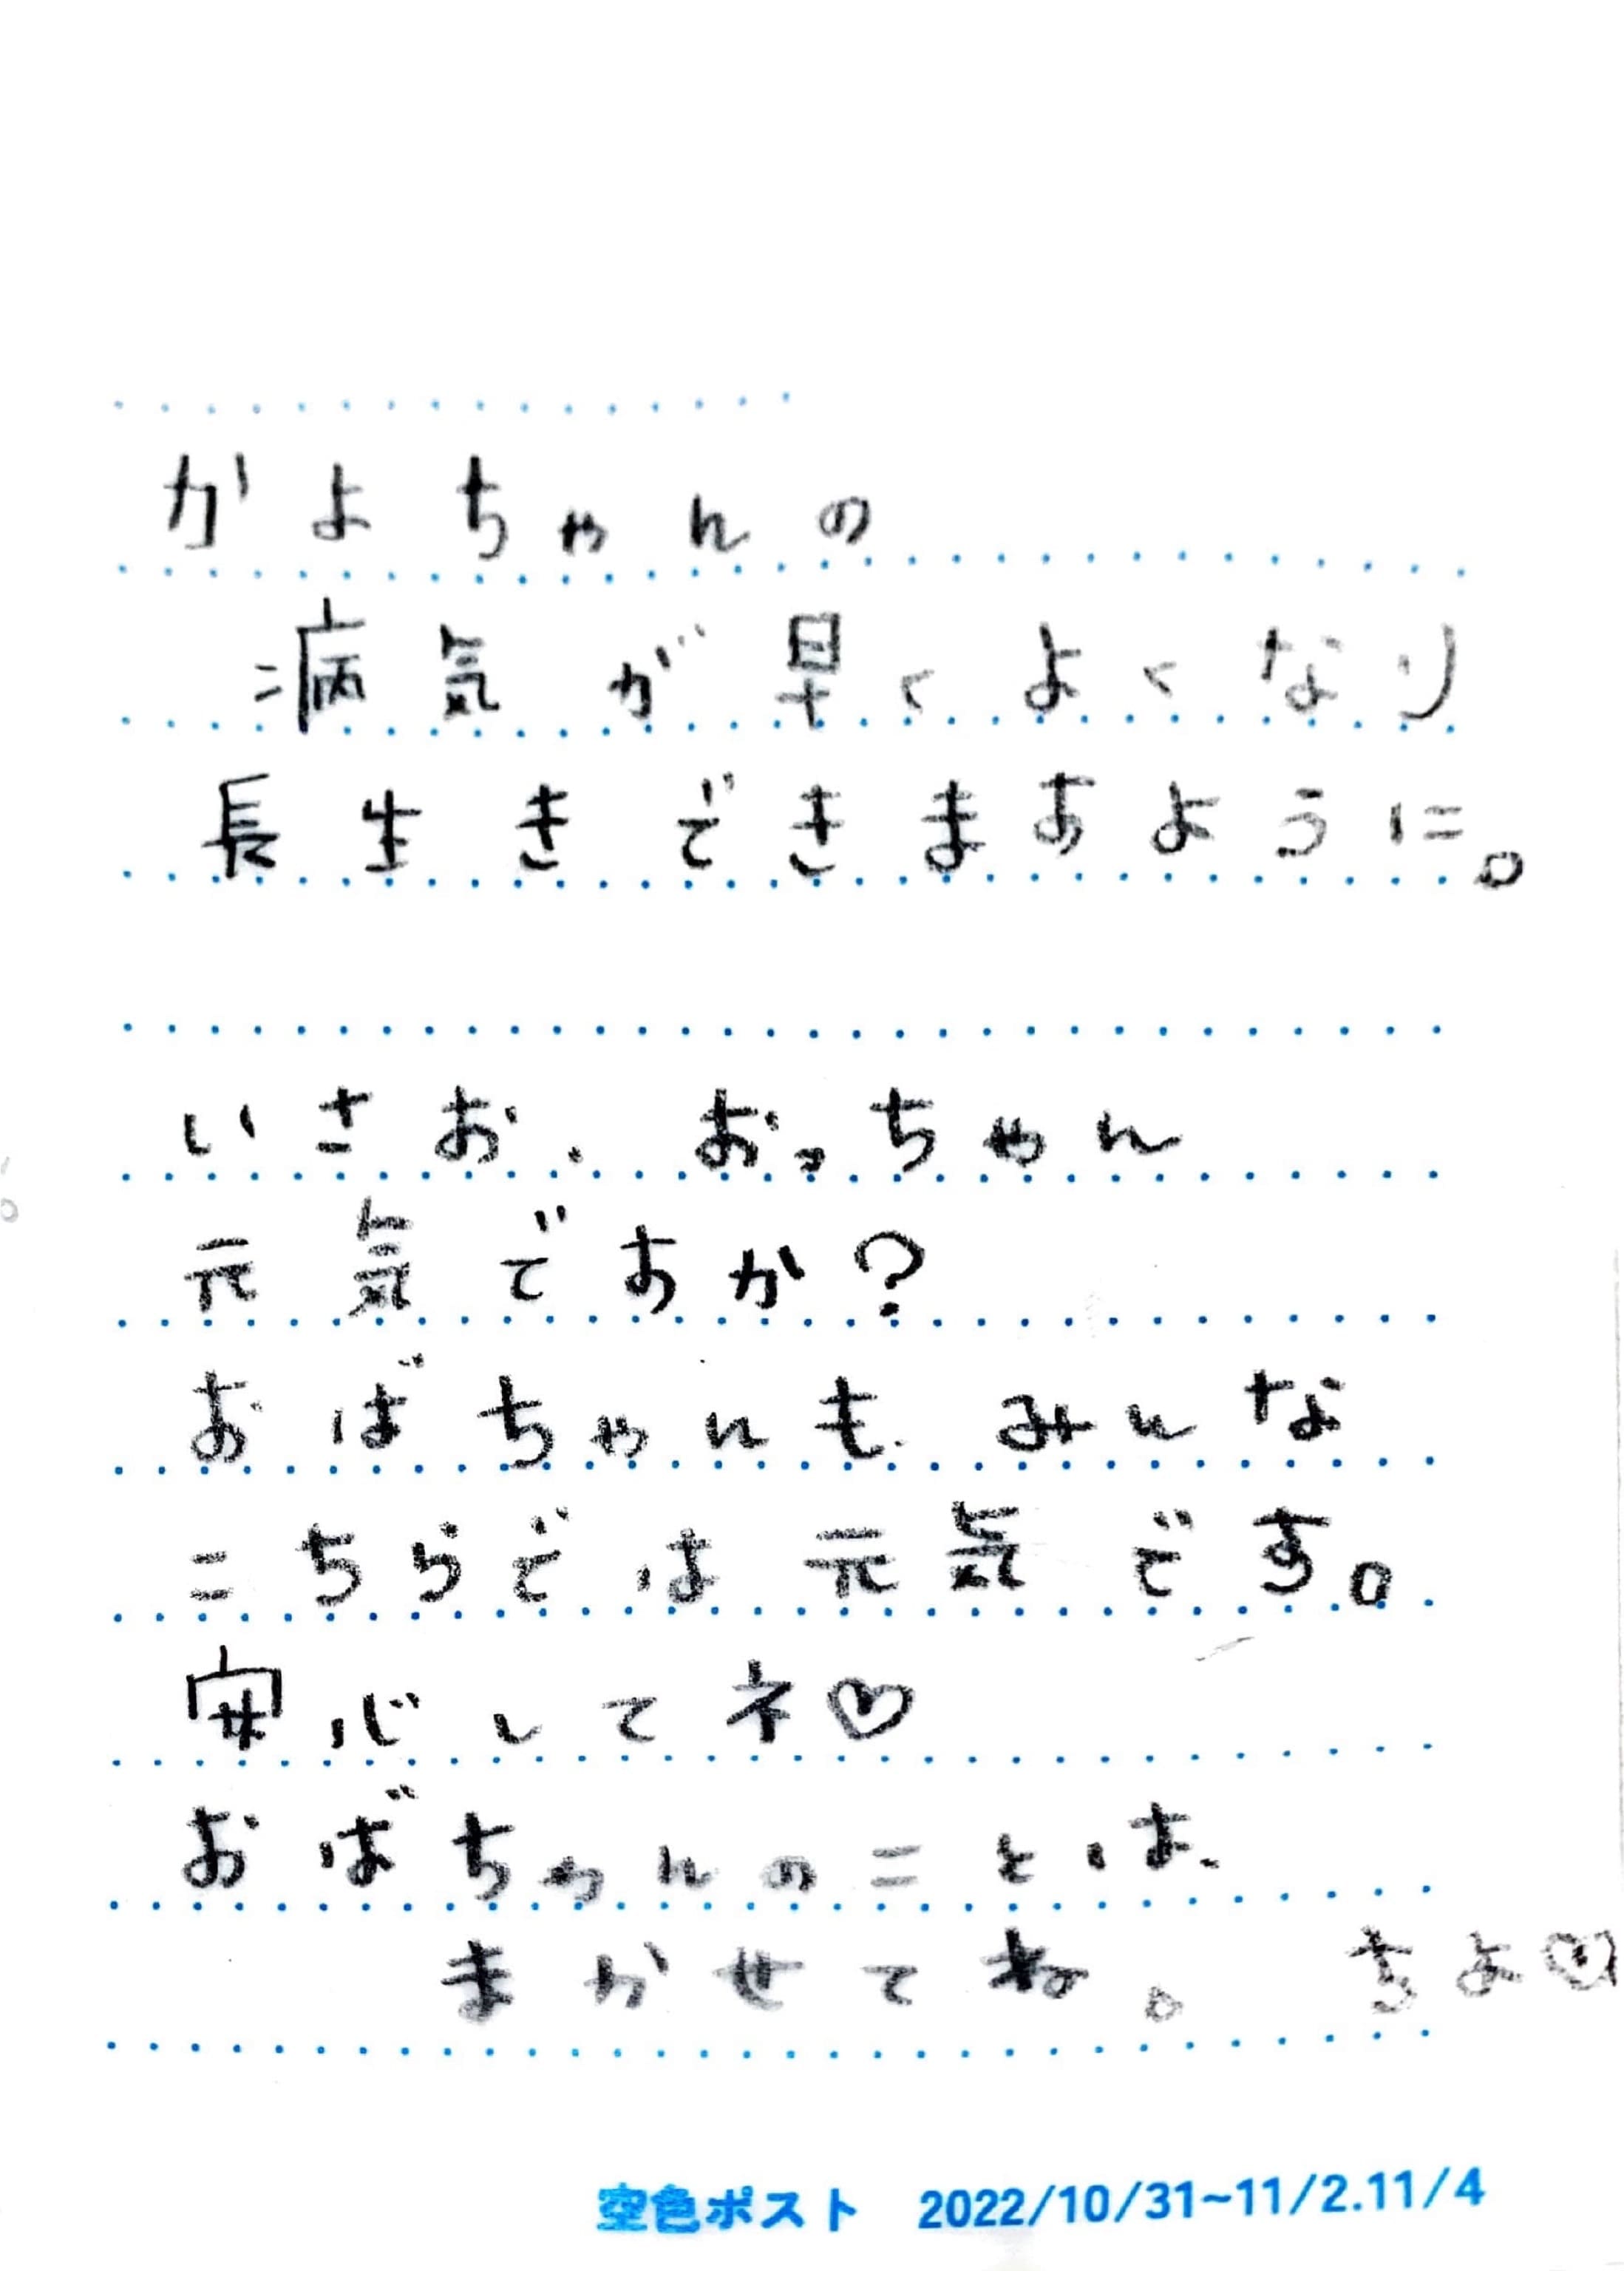 かよちゃんの
病気が早くよくなり
長生きできますように。
いさお、おっちゃん
元気ですか?
おばちゃんも、みんな
こちらでは元気です。
安心してネ♡
おばちゃんのことは、
まかせてね。 ちよ♡
空色ポスト 2022/10/31~11/2.11/4